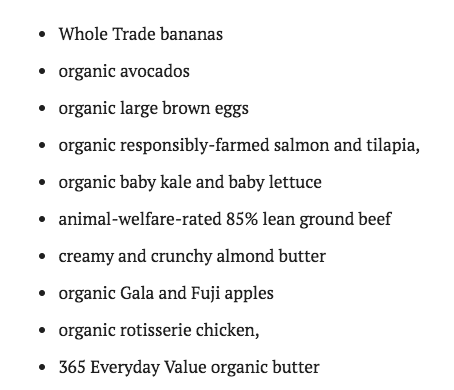 • Whole Trade bananas
• organic avocados
• organic large brown eggs
• organic responsibly-farmed salmon and tilapia,
• organic baby kale and baby lettuce
• animal-welfare-rated 85% lean ground beef
• creamy and crunchy almond butter
• organic Gala and Fuji apples
• organic rotisserie chicken,
• 365 Everyday Value organic butter